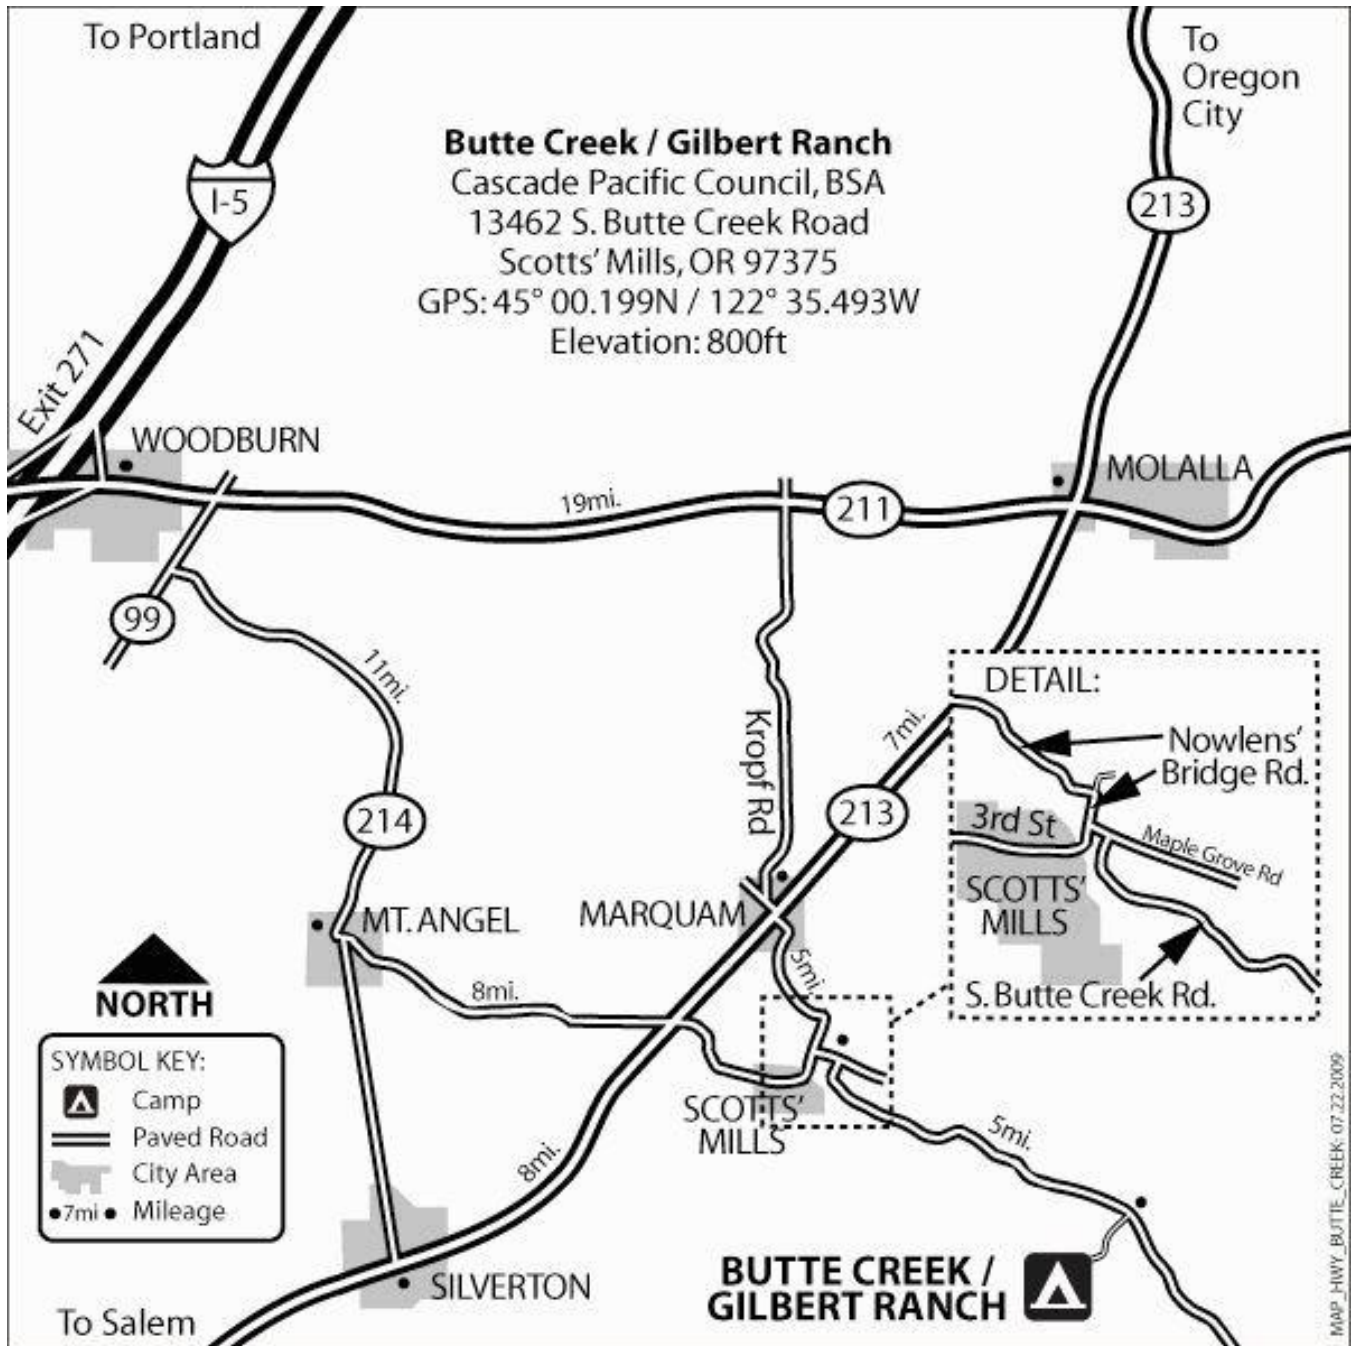 To Portland
To
Oregon
City
I-5
213
Butte Creek / Gilbert Ranch
Cascade Pacific Council, BSA
13462 S. Butte Creek Road
Scotts' Mills, OR 97375
GPS: 45° 00.199N / 122° 35.493W
Elevation: 800ft
Exit 271
WOODBURN
MOLALLA
19mi.
211
99
11mi.
DETAIL:
Kropf Rd
7mi.
Nowlens'
Bridge Rd.
214
213
3rd St
Maple Grove Rd
SCOTTS'
MILLS
MT. ANGEL
MARQUAM
5mi.
8mi.
S. Butte Creek Rd.
NORTH
SYMBOL KEY:
Camp
Paved Road
City Area
7mi Mileage
SCOTTS'
MILLS
5mi.
8mi.
BUTTE CREEK /
GILBERT RANCH
SILVERTON
To Salem
MAP_HWY_BUTTE_CREEK: 07.22.2009